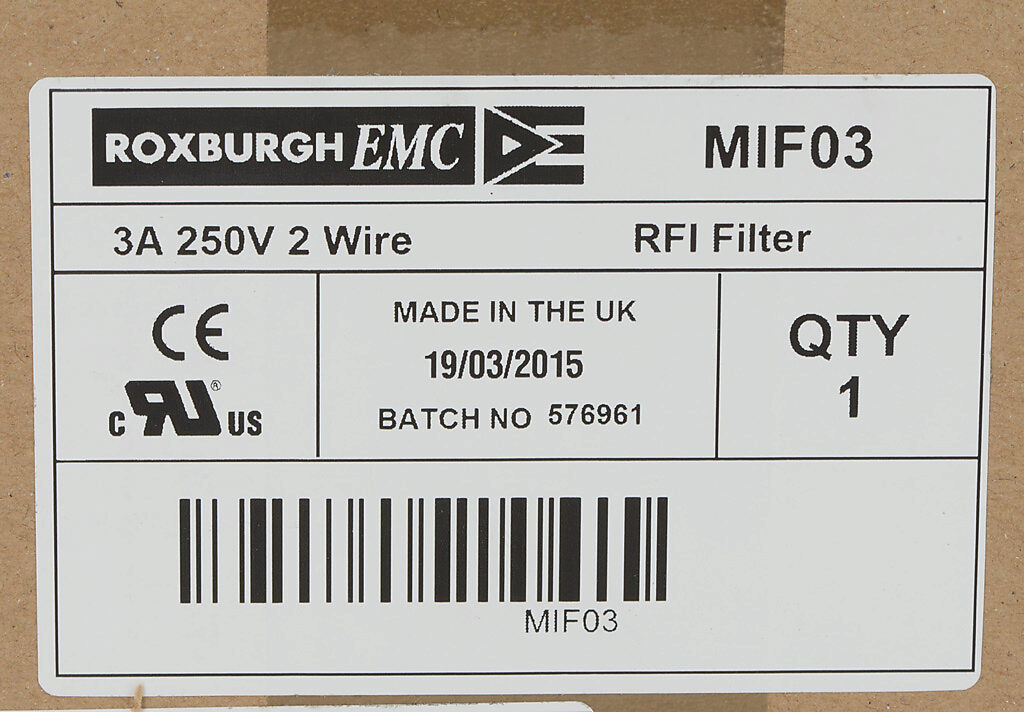 ROXBURGH EMC
MIF03
3A 250V 2 Wire
RFI Filter
CE
C RU ® US
MADE IN THE UK
19/03/2015
BATCH NO 576961
QTY
1
MIF03